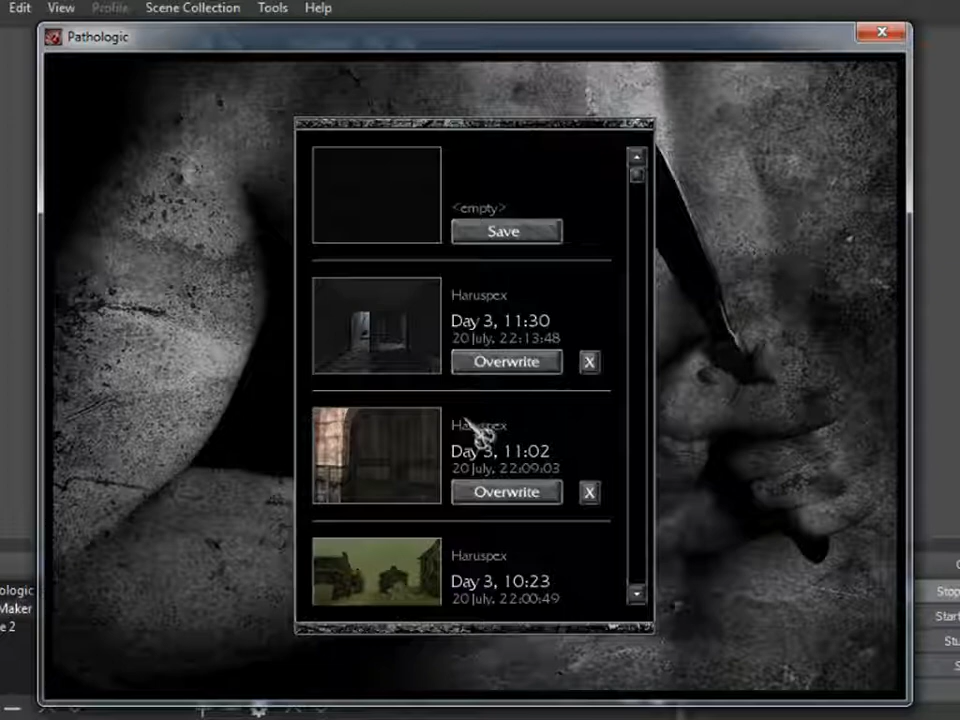 Edit View Profile Scene Collection Tools Help
Pathologic
<empty>
Save
Haruspex
Day 3, 11:30
20 July, 22:13:48
Overwrite X
Day 3, 11:02
20 July, 22:09:03
Overwrite X
Haruspex
Day 3, 10:23
20 July, 22:00:49
ologic
Maker
e 2
Stop
Start